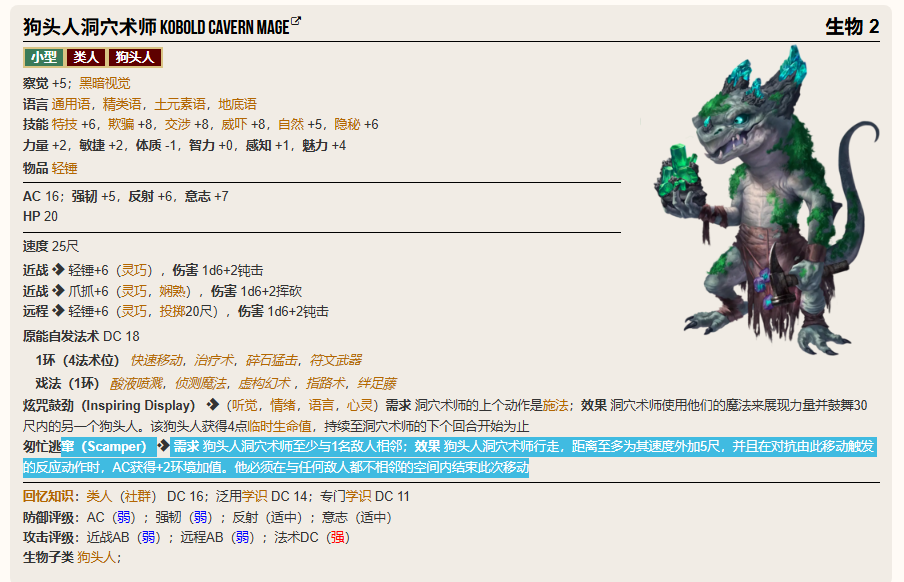 狗头人洞穴术师 KOBOLD CAVERN MAGE
生物 2
小型 类人 狗头人
察觉 +5；黑暗视觉
语言 通用语，精类语，土元素语，地底语
技能 特技 +6，欺骗 +8，交涉 +8，威吓 +8，自然 +5，隐秘 +6
力量 +2，敏捷 +2，体质 -1，智力 +0，感知 +1，魅力 +4
物品 轻锤
AC 16；强韧 +5，反射 +6，意志 +7
HP 20
速度 25尺
近战 轻锤+6（灵巧），伤害 1d6+2钝击
近战 爪抓+6（灵巧，娴熟），伤害 1d6+2挥砍
远程 轻锤+6（灵巧，投掷20尺），伤害 1d6+2钝击
原能自发法术 DC 18
1环（4法术位） 快速移动，治疗术，碎石猛击，符文武器
戏法（1环） 酸液喷溅，侦测魔法，虚构幻术，指路术，绊足藤
炫咒鼓劲（Inspiring Display） （听觉，情绪，语言，心灵）需求 洞穴术师的上个动作是施法；效果 洞穴术师使用他们的魔法来展现力量并鼓舞30
尺内的另一个狗头人。该狗头人获得4点临时生命值，持续至洞穴术师的下个回合开始为止
匆忙逃窜（Scamper） 需求 狗头人洞穴术师至少与1名敌人相邻；效果 狗头人洞穴术师行走，距离至多为其速度外加5尺，并且在对抗由此移动触发
的反应动作时，AC获得+2环境加值。他必须在与任何敌人都不相邻的空间内结束此次移动
回忆知识：类人（社群） DC 16；泛用学识 DC 14；专门学识 DC 11
防御评级：AC（弱）；强韧（弱）；反射（适中）；意志（适中）
攻击评级：近战AB（弱）；远程AB（弱）；法术DC（强）
生物子类 狗头人；